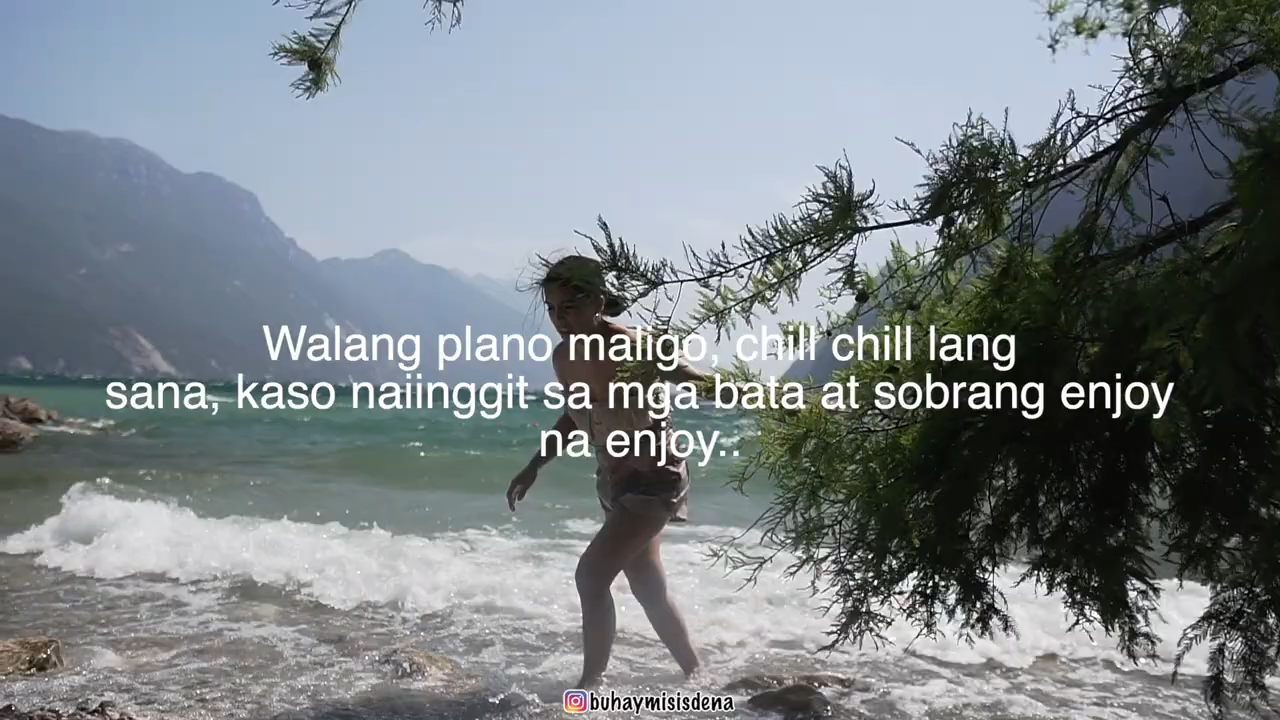 Walang plano maligo, chill chill lang
sana, kaso naiinggit sa mga bata at sobrang enjoy
na enjoy..
buhaymisisdena